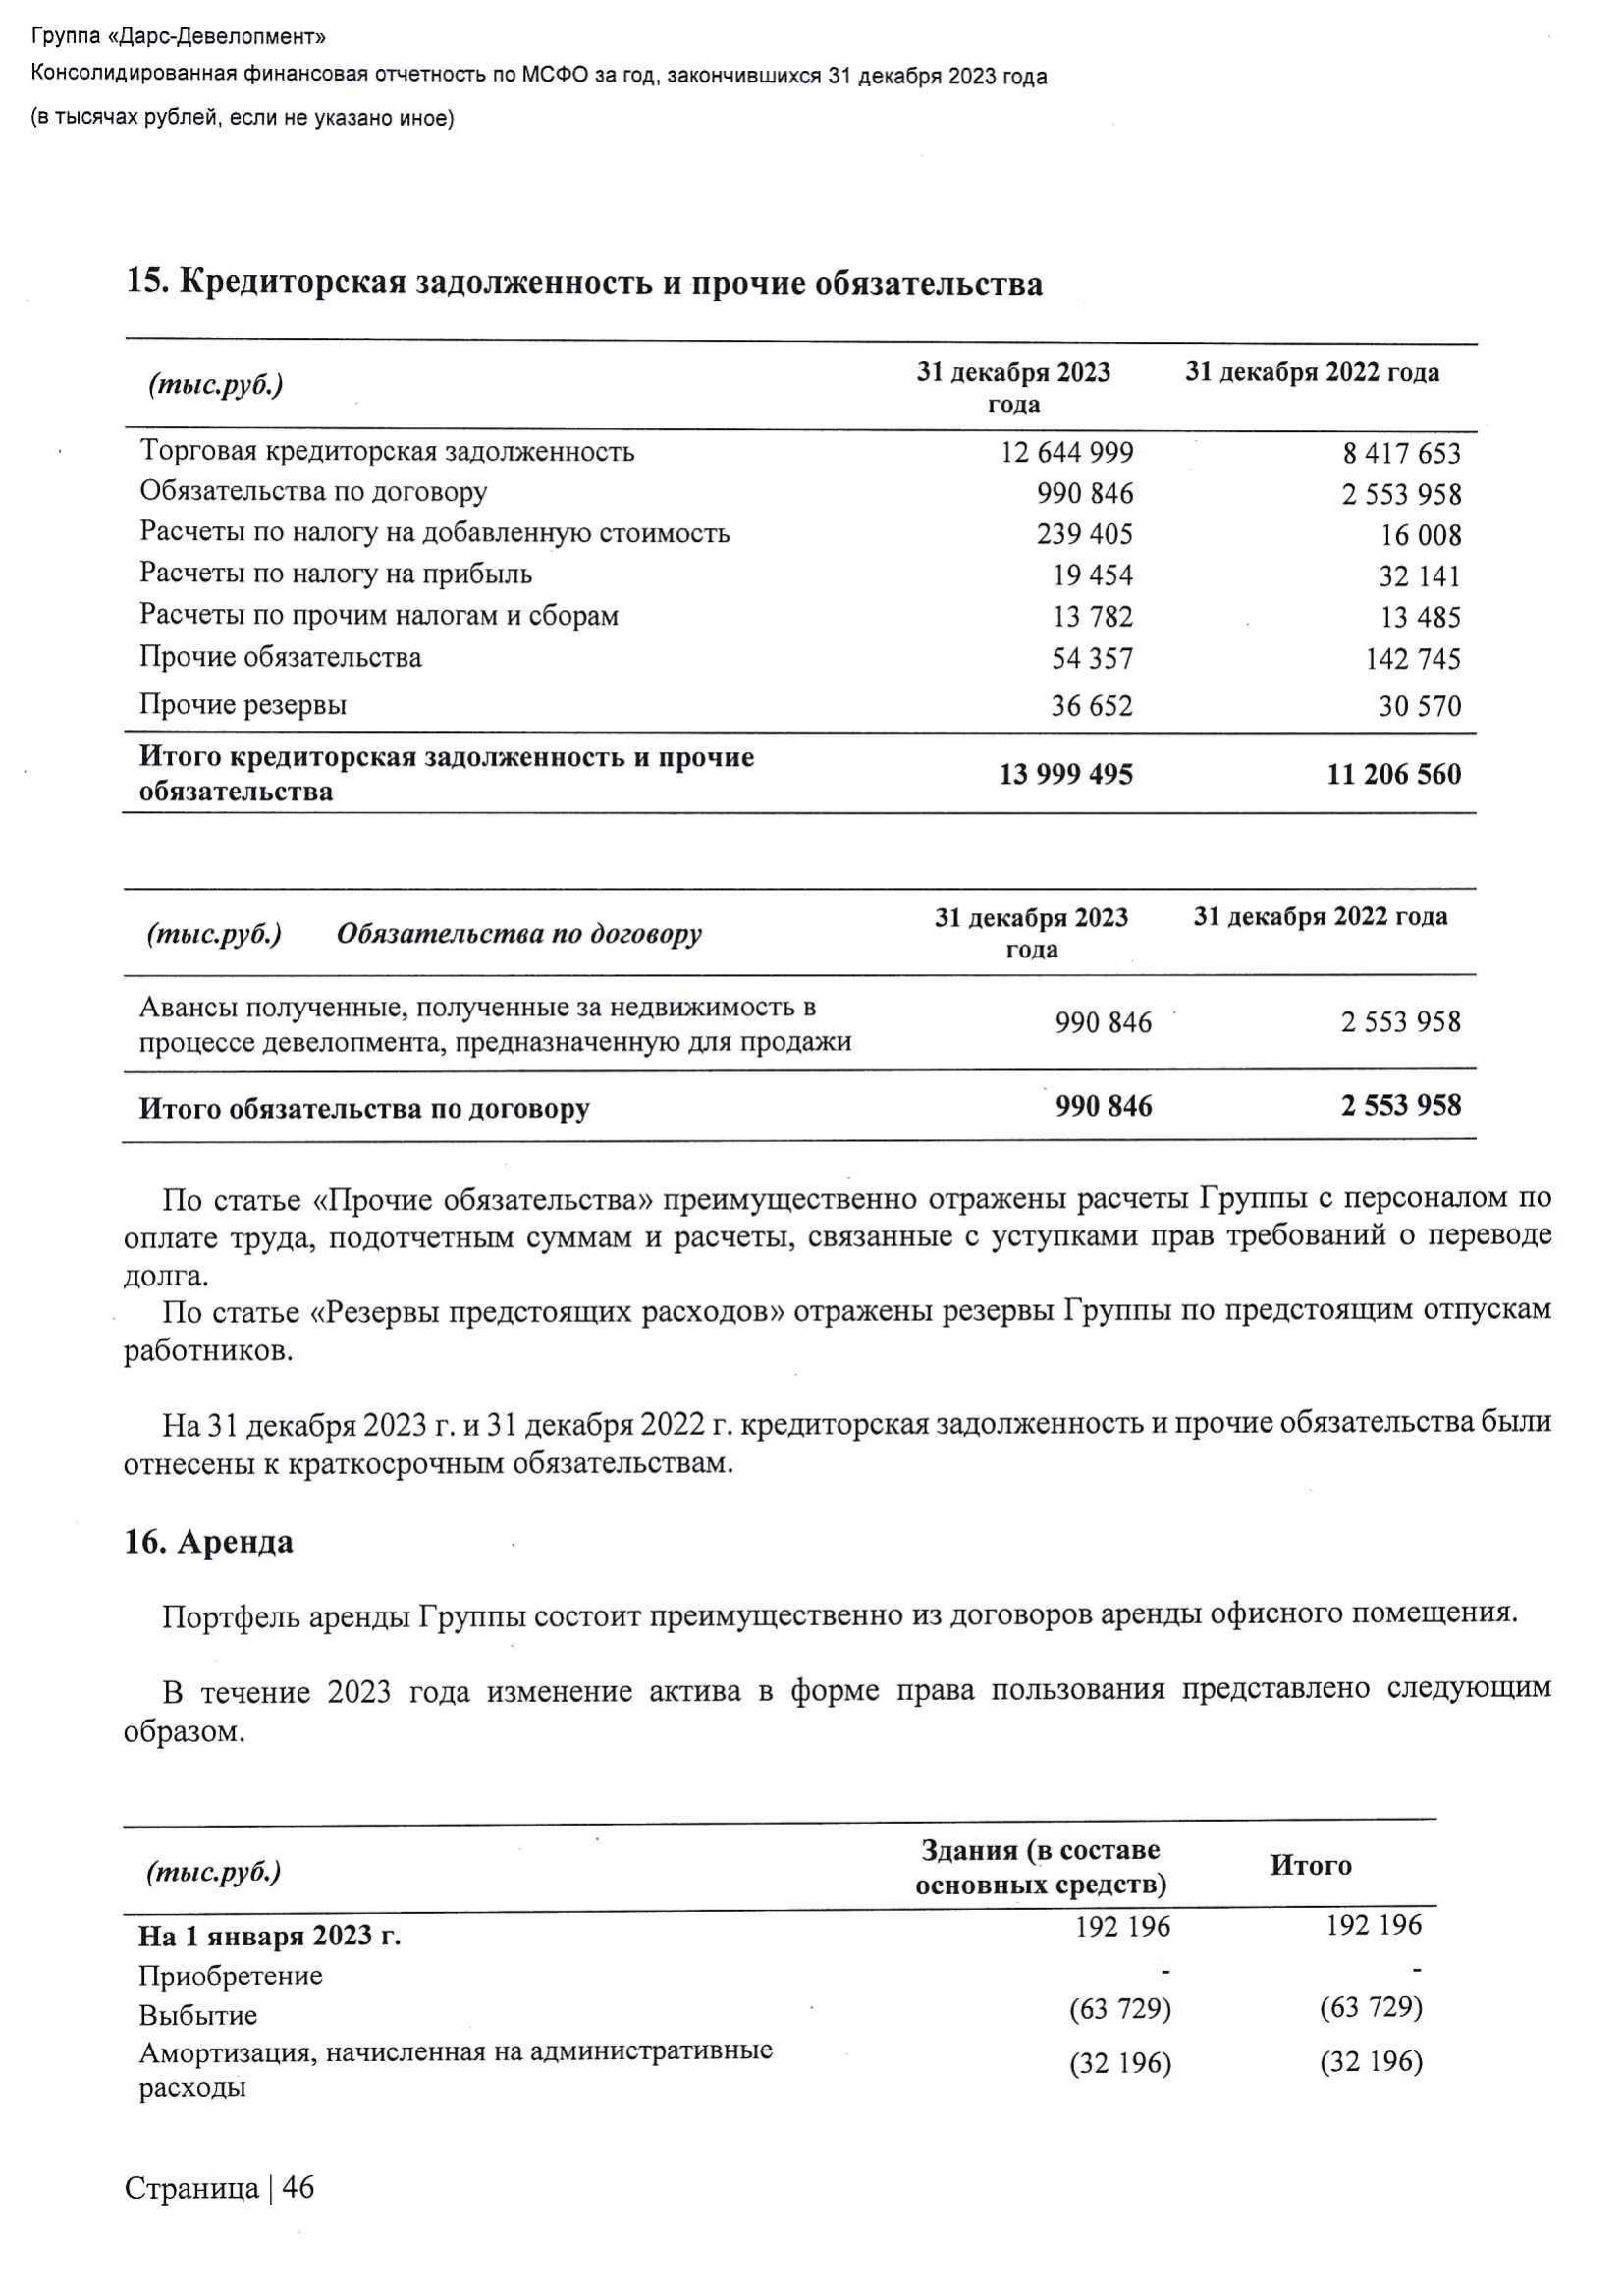 Группа «Дарс-Девелопмент»
Консолидированная финансовая отчетность по МСФО за год, закончившихся 31 декабря 2023 года
(в тысячах рублей, если не указано иное)
15. Кредиторская задолженность и прочие обязательства
(тыс.руб.) 31 декабря 2023 года 31 декабря 2022 года
Торговая кредиторская задолженность 12 644 999 8 417 653
Обязательства по договору 990 846 2 553 958
Расчеты по налогу на добавленную стоимость 239 405 16 008
Расчеты по налогу на прибыль 19 454 32 141
Расчеты по прочим налогам и сборам 13 782 13 485
Прочие обязательства 54 357 142 745
Прочие резервы 36 652 30 570
Итого кредиторская задолженность и прочие
обязательства 13 999 495 11 206 560
(тыс.руб.) Обязательства по договору 31 декабря 2023 года 31 декабря 2022 года
Авансы полученные, полученные за недвижимость в
процессе девелопмента, предназначенную для продажи 990 846 2 553 958
Итого обязательства по договору 990 846 2 553 958
По статье «Прочие обязательства» преимущественно отражены расчеты Группы с персоналом по
оплате труда, подотчетным суммам и расчеты, связанные с уступками прав требований о переводе
долга.
По статье «Резервы предстоящих расходов» отражены резервы Группы по предстоящим отпускам
работников.
На 31 декабря 2023 г. и 31 декабря 2022 г. кредиторская задолженность и прочие обязательства были
отнесены к краткосрочным обязательствам.
16. Аренда
Портфель аренды Группы состоит преимущественно из договоров аренды офисного помещения.
В течение 2023 года изменение актива в форме права пользования представлено следующим
образом.
(тыс.руб.) Здания (в составе основных средств) Итого
На 1 января 2023 г. 192 196 192 196
Приобретение - -
Выбытие (63 729) (63 729)
Амортизация, начисленная на административные
расходы (32 196) (32 196)
Страница | 46